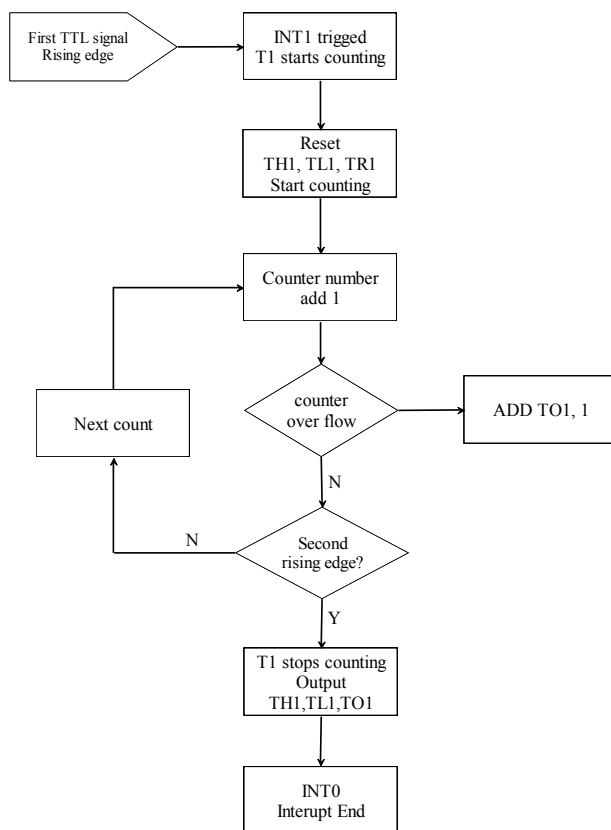 First TTL signal
Rising edge
INT1 trigged
T1 starts counting
Reset
TH1, TL1, TR1
Start counting
Counter number
add 1
Next count
counter
over flow
ADD TO1, 1
N
N
Second
rising edge?
Y
T1 stops counting
Output
TH1,TL1,TO1
INT0
Interupt End